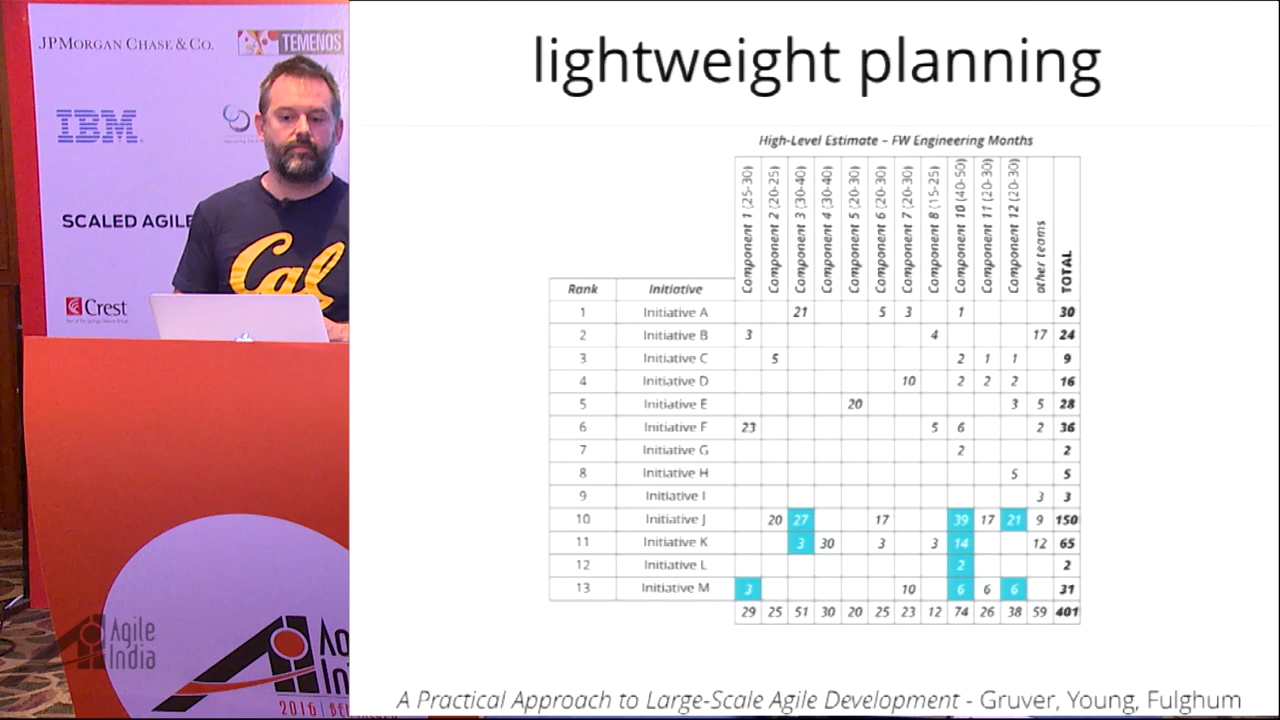 JPMORGAN CHASE & CO.
TEMENOS
IBM
SCALED AGILE
Crest
Agile
India
2016
lightweight planning
High-Level Estimate – FW Engineering Months
Rank Initiative Component 1 (25-30) Component 2 (20-25) Component 3 (30-40) Component 4 (30-40) Component 5 (20-30) Component 6 (20-30) Component 7 (20-30) Component 8 (15-25) Component 10 (40-50) Component 11 (20-30) Component 12 (20-30) other teams TOTAL
1 Initiative A 21 5 3 1 30
2 Initiative B 3 4 17 24
3 Initiative C 5 2 1 1 9
4 Initiative D 10 2 2 2 16
5 Initiative E 20 3 5 28
6 Initiative F 23 5 6 2 36
7 Initiative G 2 2
8 Initiative H 5 5
9 Initiative I 3 3
10 Initiative J 20 27 17 39 17 21 9 150
11 Initiative K 3 30 3 3 14 12 65
12 Initiative L 2 2
13 Initiative M 3 10 6 6 6 31
29 25 51 30 20 25 23 12 74 26 38 59 401
A Practical Approach to Large-Scale Agile Development - Gruver, Young, Fulghum
Cal